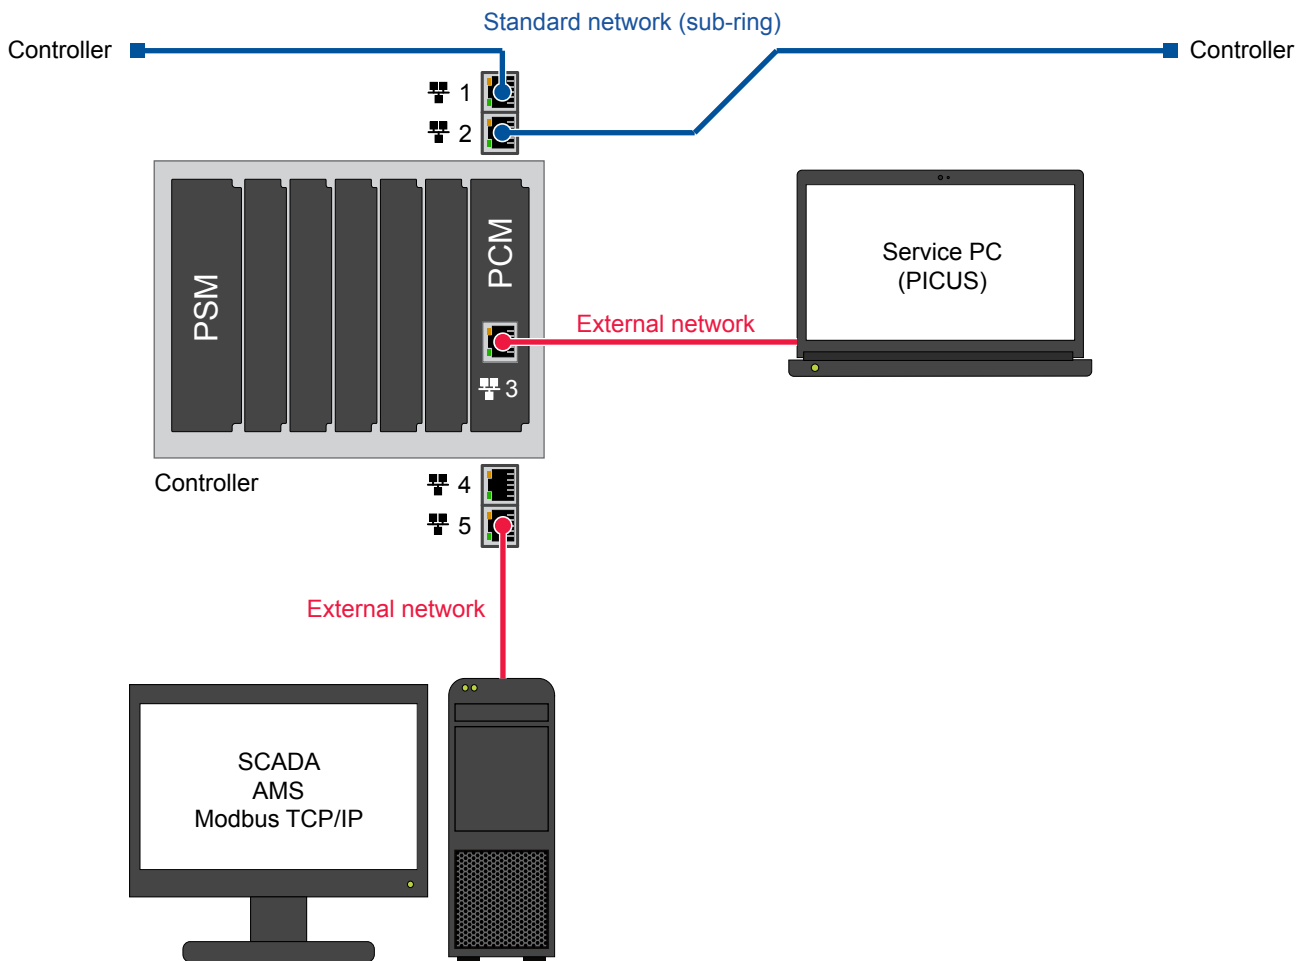 Standard network (sub-ring)
Controller
Controller
1
2
PSM
PCM
Service PC
(PICUS)
External network
3
Controller
4
5
External network
SCADA
AMS
Modbus TCP/IP